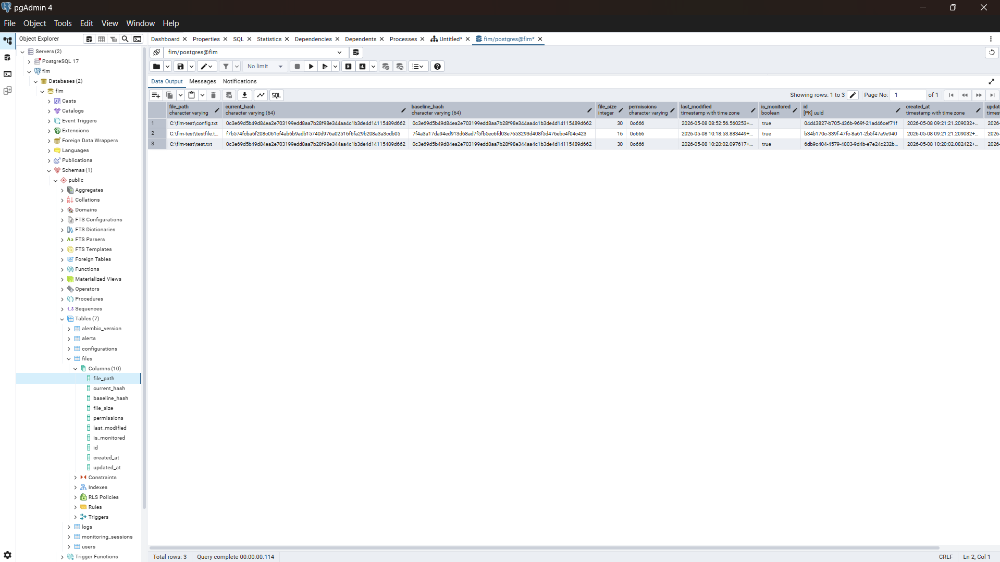 pgAdmin 4
File Object Tools Edit View Window Help
Object Explorer
Dashboard Properties SQL Statistics Dependencies Dependents Processes Untitled* fim/postgres@fim*
Servers (2)
PostgreSQL 17
fim
Databases (2)
fim
Casts
Catalogs
Event Triggers
Extensions
Foreign Data Wrappers
Languages
Publications
Schemas (1)
public
Aggregates
Collations
Domains
FTS Configurations
FTS Dictionaries
Aa FTS Parsers
FTS Templates
Foreign Tables
Functions
Materialized Views
Operators
Procedures
1..3 Sequences
Tables (7)
alembic_version
alerts
configurations
files
Columns (10)
file_path
current_hash
baseline_hash
file_size
permissions
last_modified
is_monitored
id
created_at
updated_at
Constraints
Indexes
RLS Policies
Rules
Triggers
logs
monitoring_sessions
users
Trigger Functions
fim/postgres@fim
No limit
E
Data Output Messages Notifications
SQL
Showing rows: 1 to 3 Page No: 1 of 1
file_path current_hash baseline_hash file_size permissions last_modified is_monitored id created_at updat
character varying character varying (64) character varying (64) integer character varying timestamp with time zone boolean [PK] uuid timestamp with time zone times
1 C:\fim-test\config.txt 0c3e69d5b49d84ea2e703199edd8aa7b28f98e344aa4c1b3de4d14115489d662 0c3e69d5b49d84ea2e703199edd8aa7b28f98e344aa4c1b3de4d14115489d662 30 0o666 2026-05-08 08:52:56.560253+... true 04d43827-b705-436b-969f-21ad46cef71f 2026-05-08 09:21:21.209032+... 2026-
2 C:\fim-test\testfile.t... f7b574fcba6f208c061cf4ab6b9adb15740d976a02516f6fa29b208a3a3cdb05 7f4a3a17da94ed913d68ad7f5fb5ec6fd03e7653293d408f5d476ebc4f04c423 16 0o666 2026-05-08 10:18:53.883449+... true b34b170c-339f-47fc-8a61-2b5f47a9e940 2026-05-08 09:21:21.209032+... 2026-
3 C:\fim-test\test.txt 0c3e69d5b49d84ea2e703199edd8aa7b28f98e344aa4c1b3de4d14115489d662 0c3e69d5b49d84ea2e703199edd8aa7b28f98e344aa4c1b3de4d14115489d662 30 0o666 2026-05-08 10:20:02.097617+... true 6db9c404-4579-4803-9d4b-e7e24c232b... 2026-05-08 10:20:02.082422+... 2026-
Total rows: 3 Query complete 00:00:00.114 CRLF Ln 2, Col 1